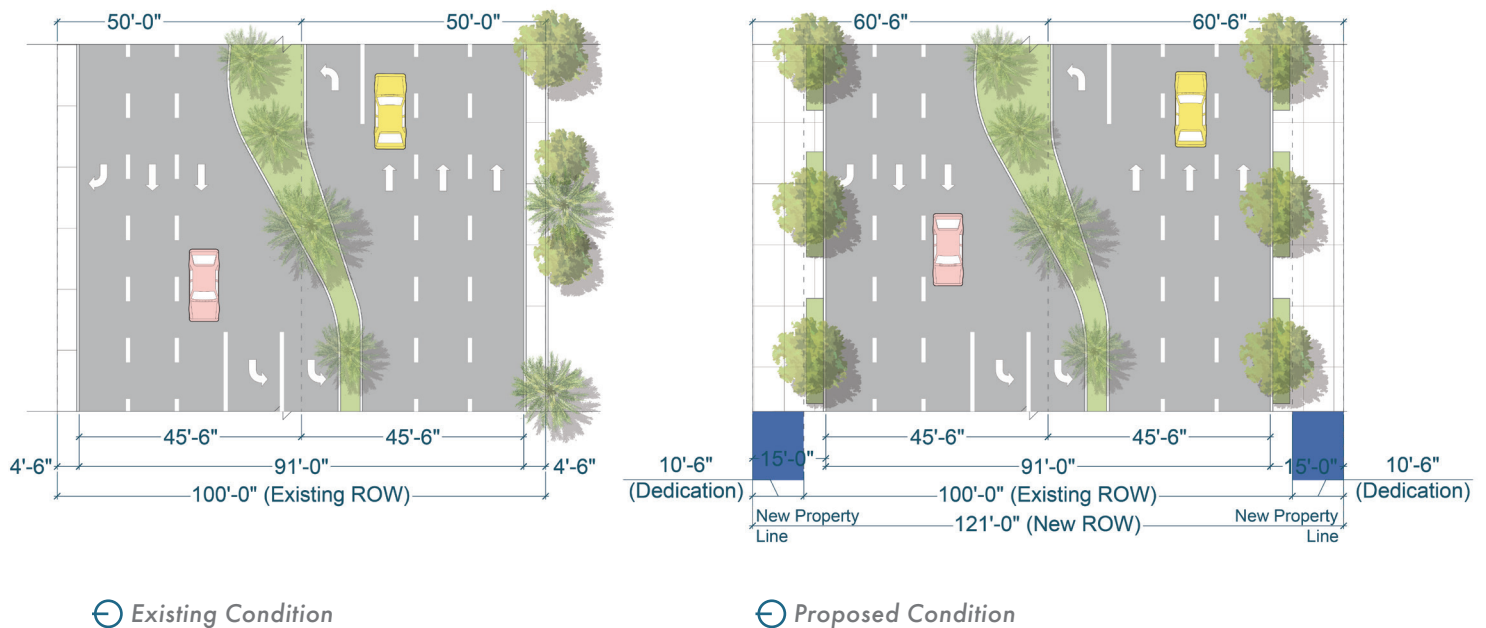 50'-0"
50'-0"
45'-6"
45'-6"
4'-6"
91'-0"
4'-6"
100'-0" (Existing ROW)
Existing Condition
60'-6"
60'-6"
45'-6"
45'-6"
10'-6"
(Dedication)
15'-0"
91'-0"
15'-0"
10'-6"
(Dedication)
100'-0" (Existing ROW)
New Property
Line
121'-0" (New ROW)
New Property
Line
Proposed Condition